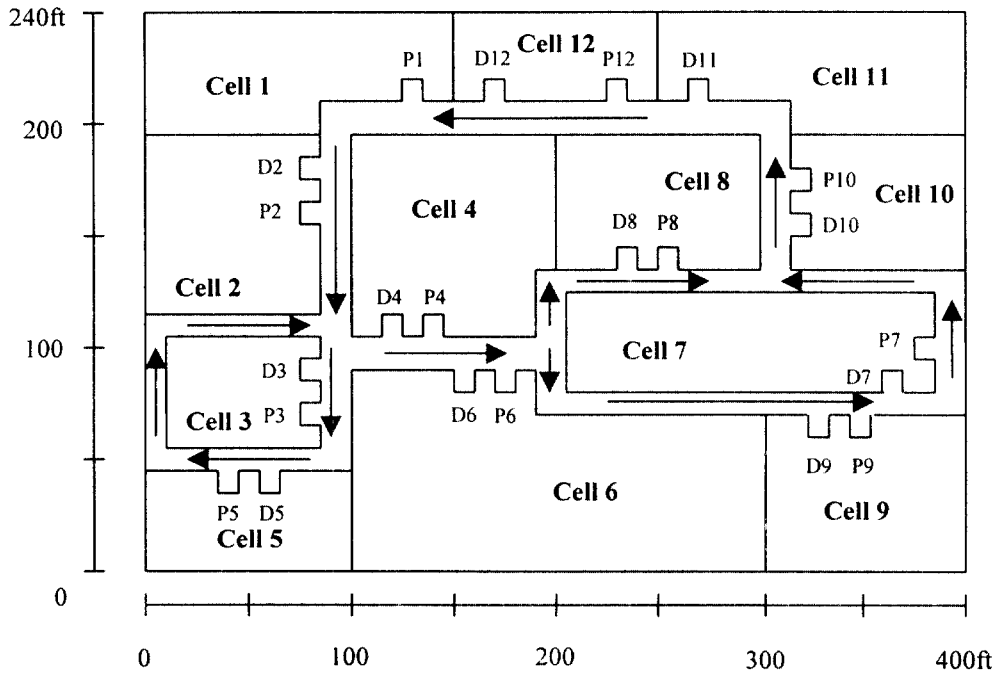 240ft
Cell 1
P1
D12
Cell 12
P12
D11
Cell 11
200
D2
P2
Cell 4
Cell 8
P10
D10
Cell 10
D8
P8
Cell 2
D4
P4
100
D3
P3
Cell 3
Cell 7
P7
D7
D6
P6
D9
P9
P5
D5
Cell 5
Cell 6
Cell 9
0
0
100
200
300
400ft